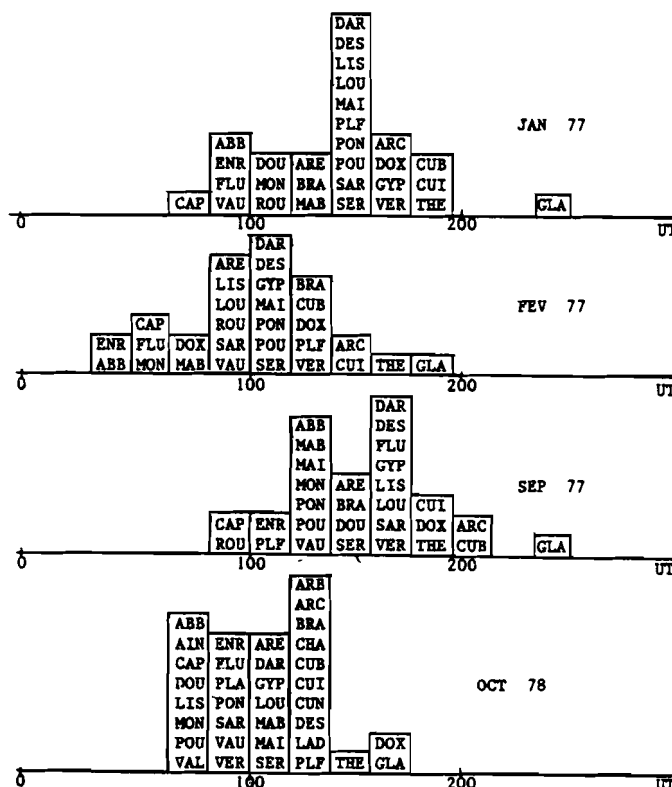 DAR
DES
LIS
LOU
MAI
PLF JAN 77
ABB PON ARC
ENR DOU ARE POU DOX CUB
FLU MON BRA SAR GYP CUI
CAP VAU ROU MAB SER VER THE GLA
0 100 200 UT
DAR
ARE DES
LIS GYP BRA FEV 77
LOU MAI CUB
CAP ROU PON DOX
ENR FLU DOX SAR POU PLF ARC
ABB MON MAB VAU SER VER CUI THE GLA
0 100 200 UT
DAR
ABB DES
MAB FLU
MAI GYP
MON ARE LIS SEP 77
PON BRA LOU CUI
CAP ENR POU DOU SAR DOX ARC
ROU PLF VAU SER VER THE CUB GLA
0 100 200 UT
ARB
ARC
ABB BRA
AIN ENR ARE CHA
CAP FLU DAR CUB
DOU PLA GYP CUI OCT 78
LIS PON LOU CUN
MON SAR MAB DES
POU VAU MAI LAD DOX
VAL VER SER PLF THE GLA
0 100 200 UT